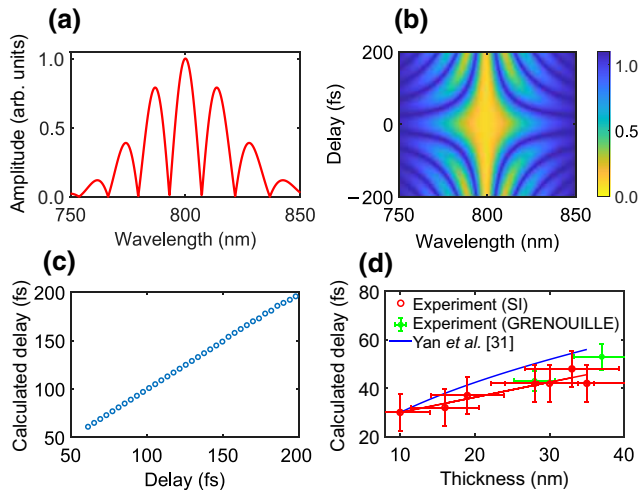 (a)
Amplitude (arb. units)
1.0
0.5
0.0
750
800
850
Wavelength (nm)
(b)
Delay (fs)
200
0
−200
750
800
850
Wavelength (nm)
1.0
0.5
0.0
(c)
Calculated delay (fs)
200
150
100
50
50
100
150
200
Delay (fs)
(d)
Calculated delay (fs)
80
60
40
20
Experiment (SI)
Experiment (GRENOUILLE)
Yan et al. [31]
10
20
30
40
Thickness (nm)